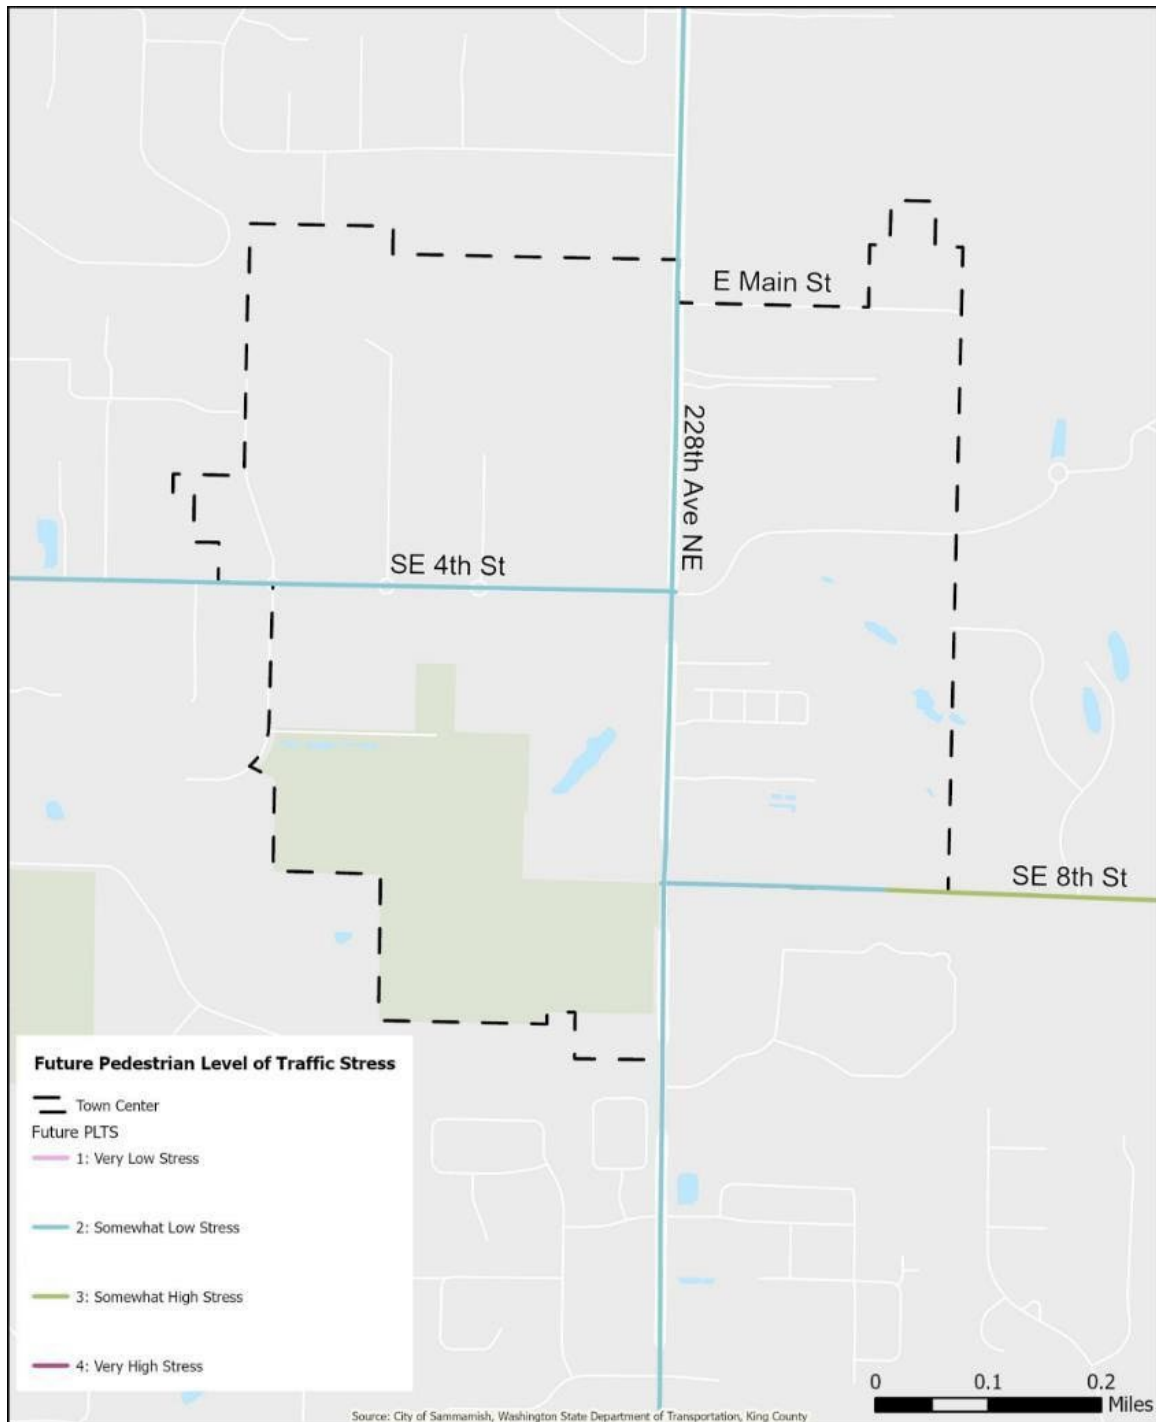 E Main St
228th Ave NE
SE 4th St
SE 8th St
Future Pedestrian Level of Traffic Stress
Town Center
Future PLTS
1: Very Low Stress
2: Somewhat Low Stress
3: Somewhat High Stress
4: Very High Stress
0 0.1 0.2
Miles
Source: City of Sammamish, Washington State Department of Transportation, King County